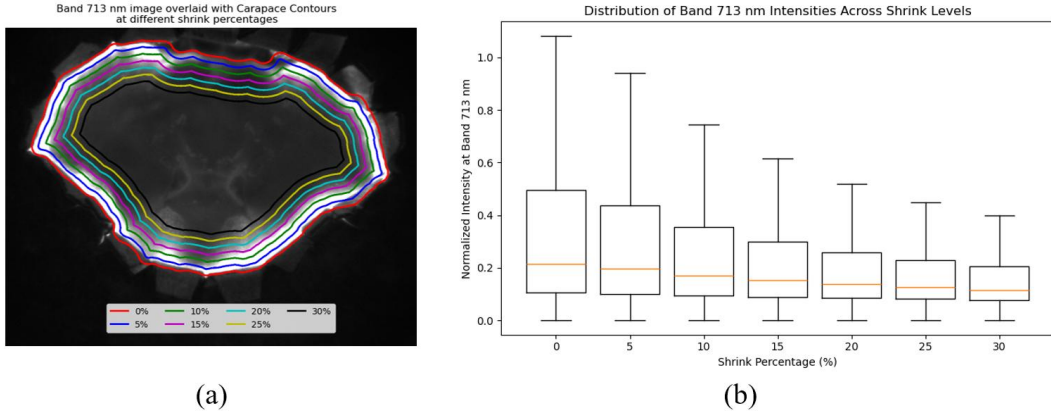 Band 713 nm image overlaid with Carapace Contours
at different shrink percentages
0%
5%
10%
15%
20%
25%
30%
(a)
Distribution of Band 713 nm Intensities Across Shrink Levels
Normalized Intensity at Band 713 nm
1.0
0.8
0.6
0.4
0.2
0.0
0 5 10 15 20 25 30
Shrink Percentage (%)
(b)